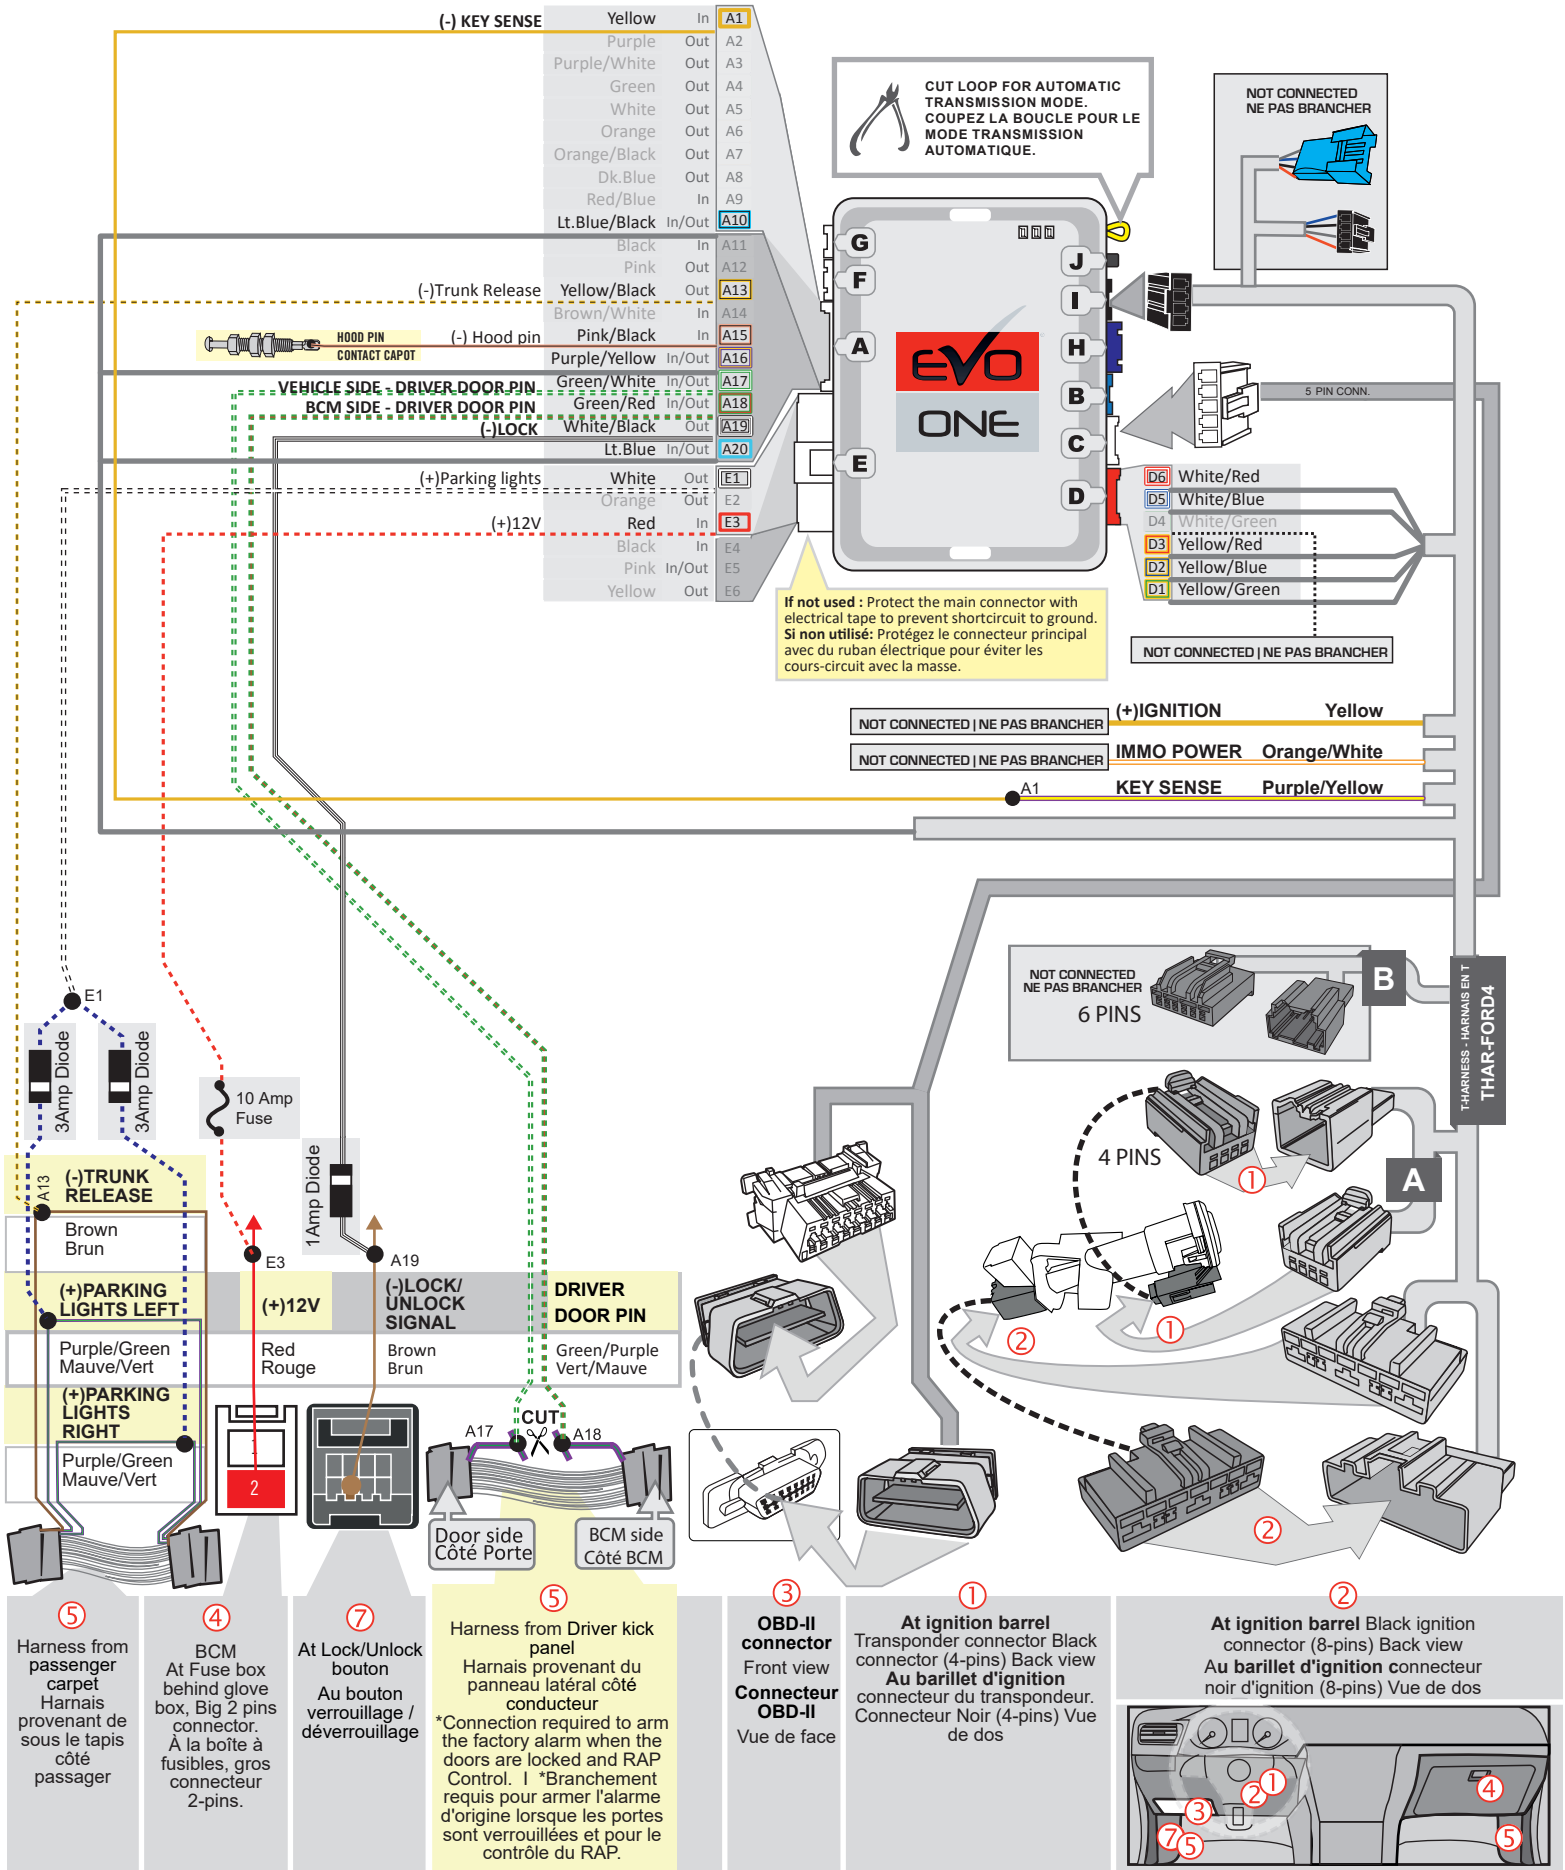 (-) KEY SENSE Yellow In A1
Purple Out A2
Purple/White Out A3
Green Out A4
White Out A5
Orange Out A6
Orange/Black Out A7
Dk.Blue Out A8
Red/Blue In A9
Lt.Blue/Black In/Out A10
Black In A11
Pink Out A12
(-)Trunk Release Yellow/Black Out A13
Brown/White In A14
HOOD PIN
CONTACT CAPOT
(-) Hood pin Pink/Black In A15
Purple/Yellow In/Out A16
VEHICLE SIDE - DRIVER DOOR PIN Green/White In/Out A17
BCM SIDE - DRIVER DOOR PIN Green/Red In/Out A18
(-)LOCK White/Black Out A19
Lt.Blue In/Out A20
(+)Parking lights White Out E1
Orange Out E2
(+)12V Red In E3
Black In E4
Pink In/Out E5
Yellow Out E6
CUT LOOP FOR AUTOMATIC
TRANSMISSION MODE.
COUPEZ LA BOUCLE POUR LE
MODE TRANSMISSION
AUTOMATIQUE.
NOT CONNECTED
NE PAS BRANCHER
G
F
A
E
J
I
H
B
C
D
EVO
ONE
5 PIN CONN.
D6 White/Red
D5 White/Blue
D4 White/Green
D3 Yellow/Red
D2 Yellow/Blue
D1 Yellow/Green
NOT CONNECTED | NE PAS BRANCHER
If not used : Protect the main connector with
electrical tape to prevent shortcircuit to ground.
Si non utilisé: Protégez le connecteur principal
avec du ruban électrique pour éviter les
cours-circuit avec la masse.
NOT CONNECTED | NE PAS BRANCHER (+)IGNITION Yellow
NOT CONNECTED | NE PAS BRANCHER IMMO POWER Orange/White
A1 KEY SENSE Purple/Yellow
NOT CONNECTED
NE PAS BRANCHER
6 PINS
B
T-HARNESS - HARNAIS EN T
THAR-FORD4
4 PINS
A
1
1
2
2
E1
3Amp Diode
3Amp Diode
10 Amp
Fuse
1Amp Diode
A13
(-)TRUNK
RELEASE
Brown
Brun
E3
A19
(+)PARKING
LIGHTS LEFT
(+)12V
(-)LOCK/
UNLOCK
SIGNAL
DRIVER
DOOR PIN
Purple/Green
Mauve/Vert
Red
Rouge
Brown
Brun
Green/Purple
Vert/Mauve
(+)PARKING
LIGHTS
RIGHT
Purple/Green
Mauve/Vert
1
2
A17
CUT
A18
Door side
Côté Porte
BCM side
Côté BCM
5
Harness from
passenger
carpet
Harnais
provenant de
sous le tapis
côté
passager
4
BCM
At Fuse box
behind glove
box, Big 2 pins
connector.
À la boîte à
fusibles, gros
connecteur
2-pins.
7
At Lock/Unlock
bouton
Au bouton
verrouillage /
déverrouillage
5
Harness from Driver kick
panel
Harnais provenant du
panneau latéral côté
conducteur
*Connection required to arm
the factory alarm when the
doors are locked and RAP
Control. I *Branchement
requis pour armer l'alarme
d'origine lorsque les portes
sont verrouillées et pour le
contrôle du RAP.
3
OBD-II
connector
Front view
Connecteur
OBD-II
Vue de face
1
At ignition barrel
Transponder connector Black
connector (4-pins) Back view
Au barillet d'ignition
connecteur du transpondeur.
Connecteur Noir (4-pins) Vue
de dos
2
At ignition barrel Black ignition
connector (8-pins) Back view
Au barillet d'ignition connecteur
noir d'ignition (8-pins) Vue de dos
1
2
3
4
7
5
5